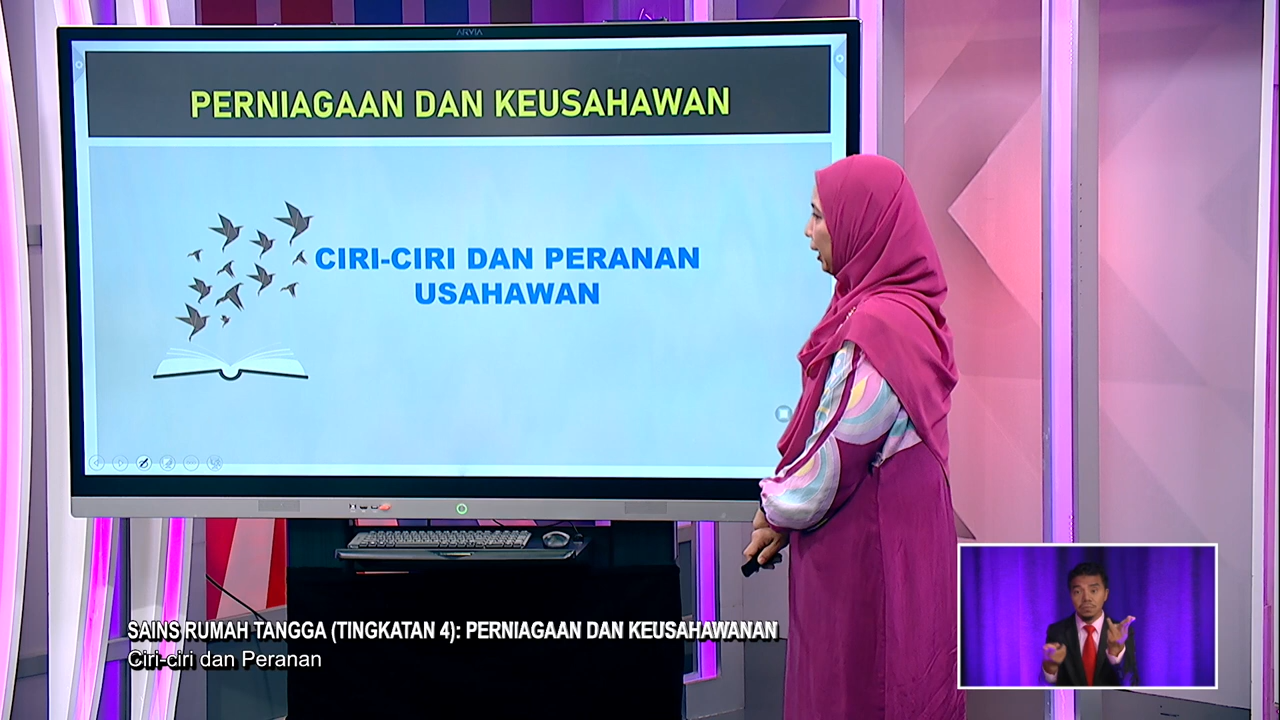 ARVIA
PERNIAGAAN DAN KEUSAHAWAN
CIRI-CIRI DAN PERANAN
USAHAWAN
SAINS RUMAH TANGGA (TINGKATAN 4): PERNIAGAAN DAN KEUSAHAWANAN
Ciri-ciri dan Peranan